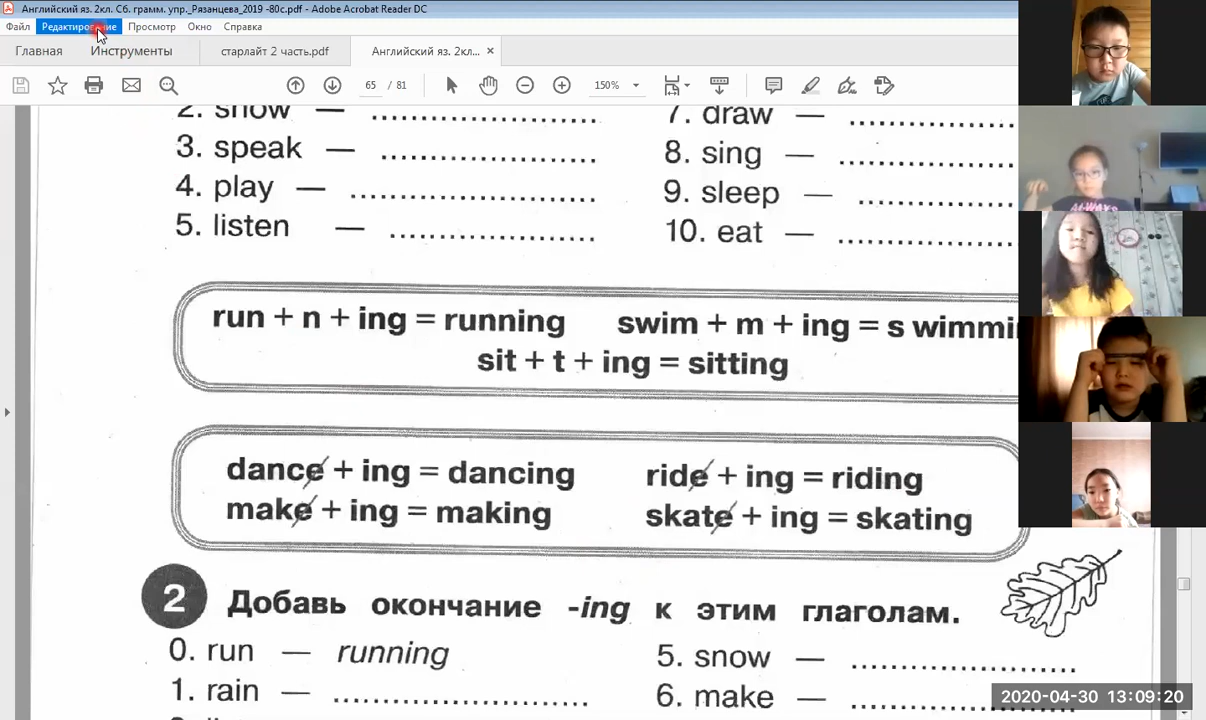 Английский яз. 2кл. Сб. грамм. упр._Рязанцева_2019 -80с.pdf - Adobe Acrobat Reader DC
Файл Редактирование Просмотр Окно Справка
Главная Инструменты старлайт 2 часть.pdf Английский яз. 2кл... ×
65 / 81 150%
2. show — ..............................
7. draw — ......................
3. speak — ............................
8. sing — .......................
4. play — ................................
9. sleep — .....................
5. listen — ...........................
10. eat — .......................
run + n + ing = running swim + m + ing = s wimmi
sit + t + ing = sitting
dance + ing = dancing ride + ing = riding
make + ing = making skate + ing = skating
2 Добавь окончание -ing к этим глаголам.
0. run — running
5. snow — .............................
1. rain — .................................
6. make —
ALWAYS
2020-04-30 13:09:20